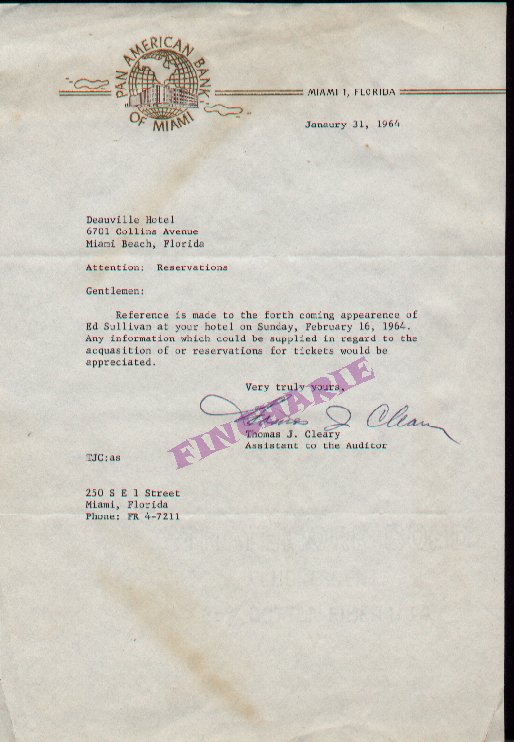 PAN AMERICAN BANK
OF MIAMI
MIAMI 1, FLORIDA
Janaury 31, 1964
Deauville Hotel
6701 Collins Avenue
Miami Beach, Florida
Attention: Reservations
Gentlemen:
Reference is made to the forth coming appearence of
Ed Sullivan at your hotel on Sunday, February 16, 1964.
Any information which could be supplied in regard to the
acquasition of or reservations for tickets would be
appreciated.
Very truly yours,
Thomas J Cleary
FINCHARIE
Thomas J. Cleary
Assistant to the Auditor
TJC:as
250 S E 1 Street
Miami, Florida
Phone: FR 4-7211